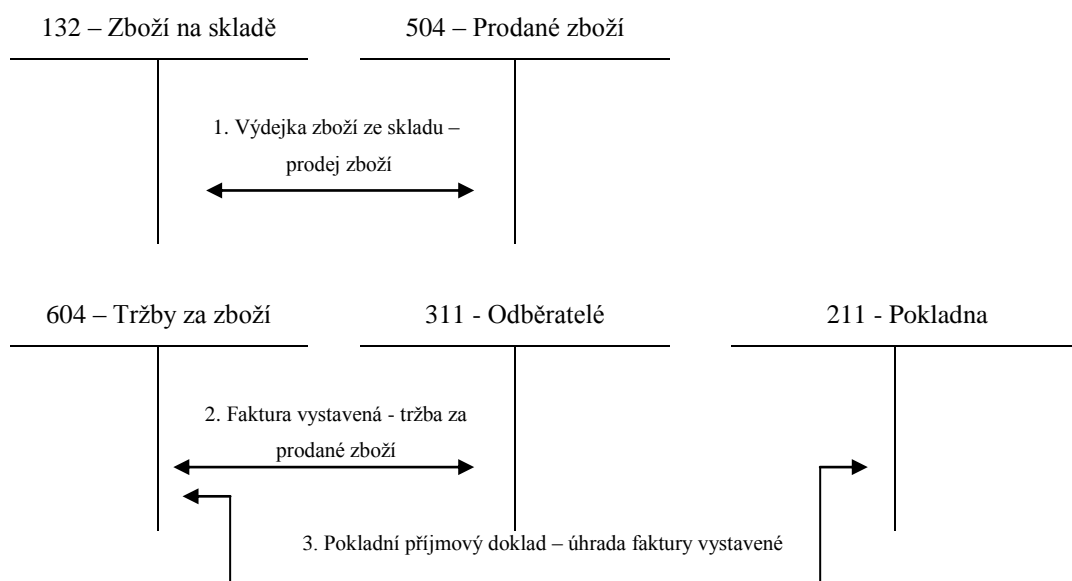 132 – Zboží na skladě
504 – Prodané zboží
1. Výdejka zboží ze skladu –
prodej zboží
604 – Tržby za zboží
311 - Odběratelé
211 - Pokladna
2. Faktura vystavená - tržba za
prodané zboží
3. Pokladní příjmový doklad – úhrada faktury vystavené